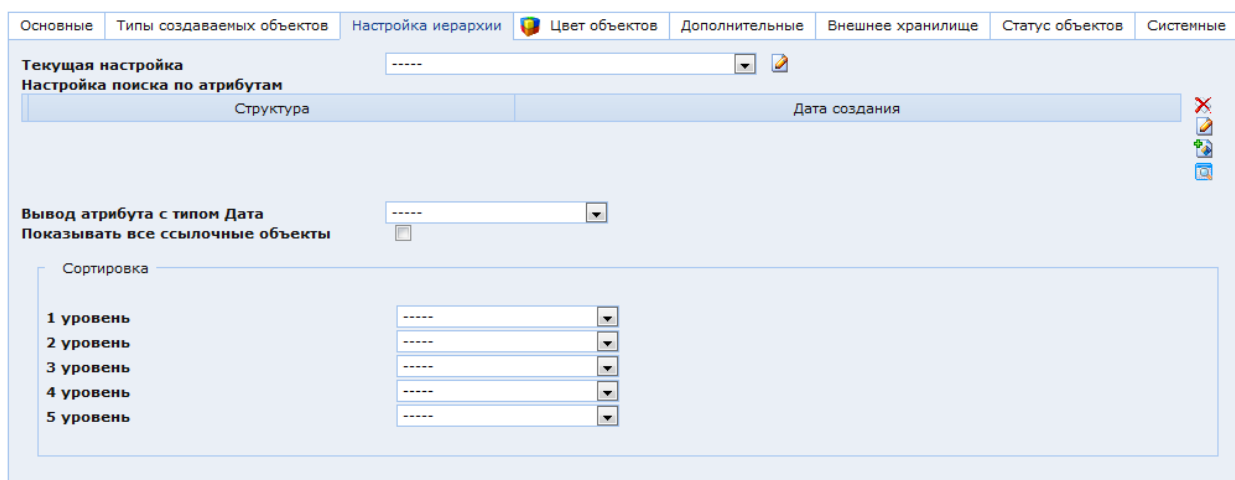 Основные Типы создаваемых объектов Настройка иерархии Цвет объектов Дополнительные Внешнее хранилище Статус объектов Системные
Текущая настройка -----
Настройка поиска по атрибутам
Структура Дата создания
Вывод атрибута с типом Дата -----
Показывать все ссылочные объекты
Сортировка
1 уровень -----
2 уровень -----
3 уровень -----
4 уровень -----
5 уровень -----